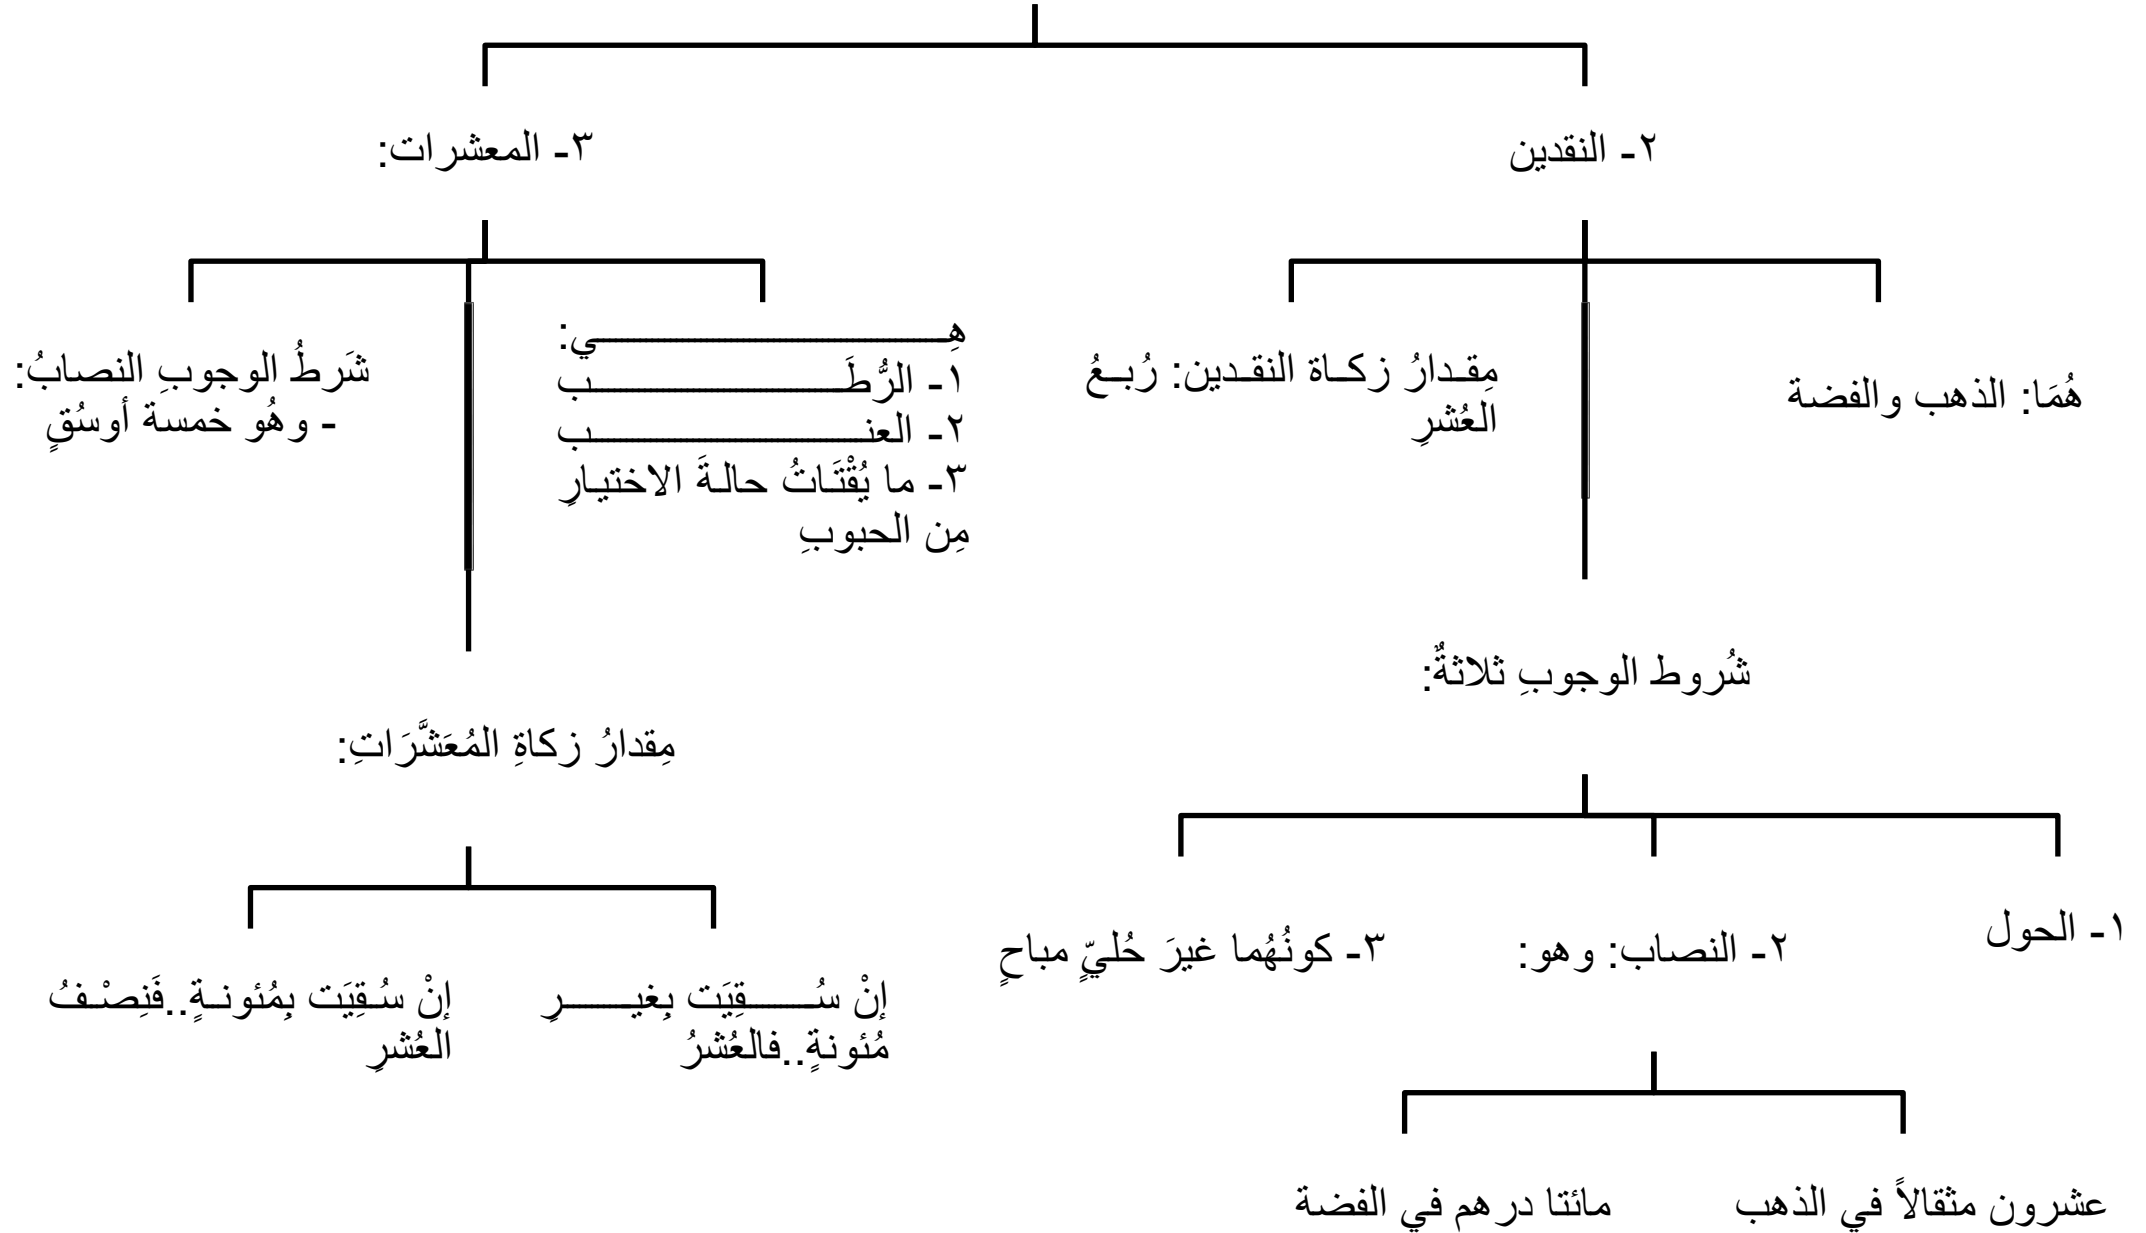 ٢- النقدين
هُمَا: الذهب والفضة
مِقدارُ زكاة النقدين: رُبعُ
العُشرِ
شُروط الوجوبِ ثلاثةٌ:
١- الحول
٢- النصاب: وهو:
عشرون مثقالاً في الذهب
مائتا درهم في الفضة
٣- كونُهُما غيرَ حُليٍّ مباحٍ
٣- المعشرات:
هِي:
١- الرُّطَب
٢- العنب
٣- ما يُقْتَاتُ حالةَ الاختيارِ
مِن الحبوبِ
شَرطُ الوجوبِ النصابُ:
- وهُو خمسة أوسُقٍ
مِقدارُ زكاةِ المُعَشَّرَاتِ:
إنْ سُقِيَت بِغيرِ
مُئونةٍ..فالعُشرُ
إنْ سُقِيَت بِمُئونةٍ..فَنِصْفُ
العُشرِ